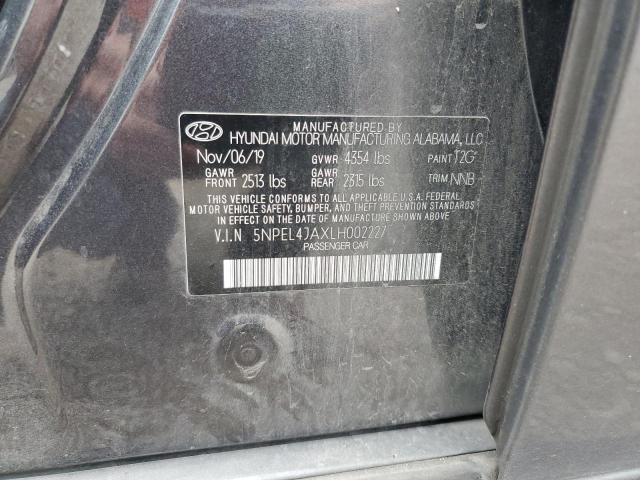 MANUFACTURED BY
HYUNDAI MOTOR MANUFACTURING ALABAMA, LLC
Nov/06/19 GVWR 4354 lbs PAINT T2G
GAWR FRONT 2513 lbs GAWR REAR 2315 lbs TRIM NNB
THIS VEHICLE CONFORMS TO ALL APPLICABLE U.S.A. FEDERAL
MOTOR VEHICLE SAFETY, BUMPER, AND THEFT PREVENTION STANDARDS
IN EFFECT ON THE DATE OF MANUFACTURE SHOWN ABOVE.
V.I.N 5NPEL4JAXLH002227
PASSENGER CAR